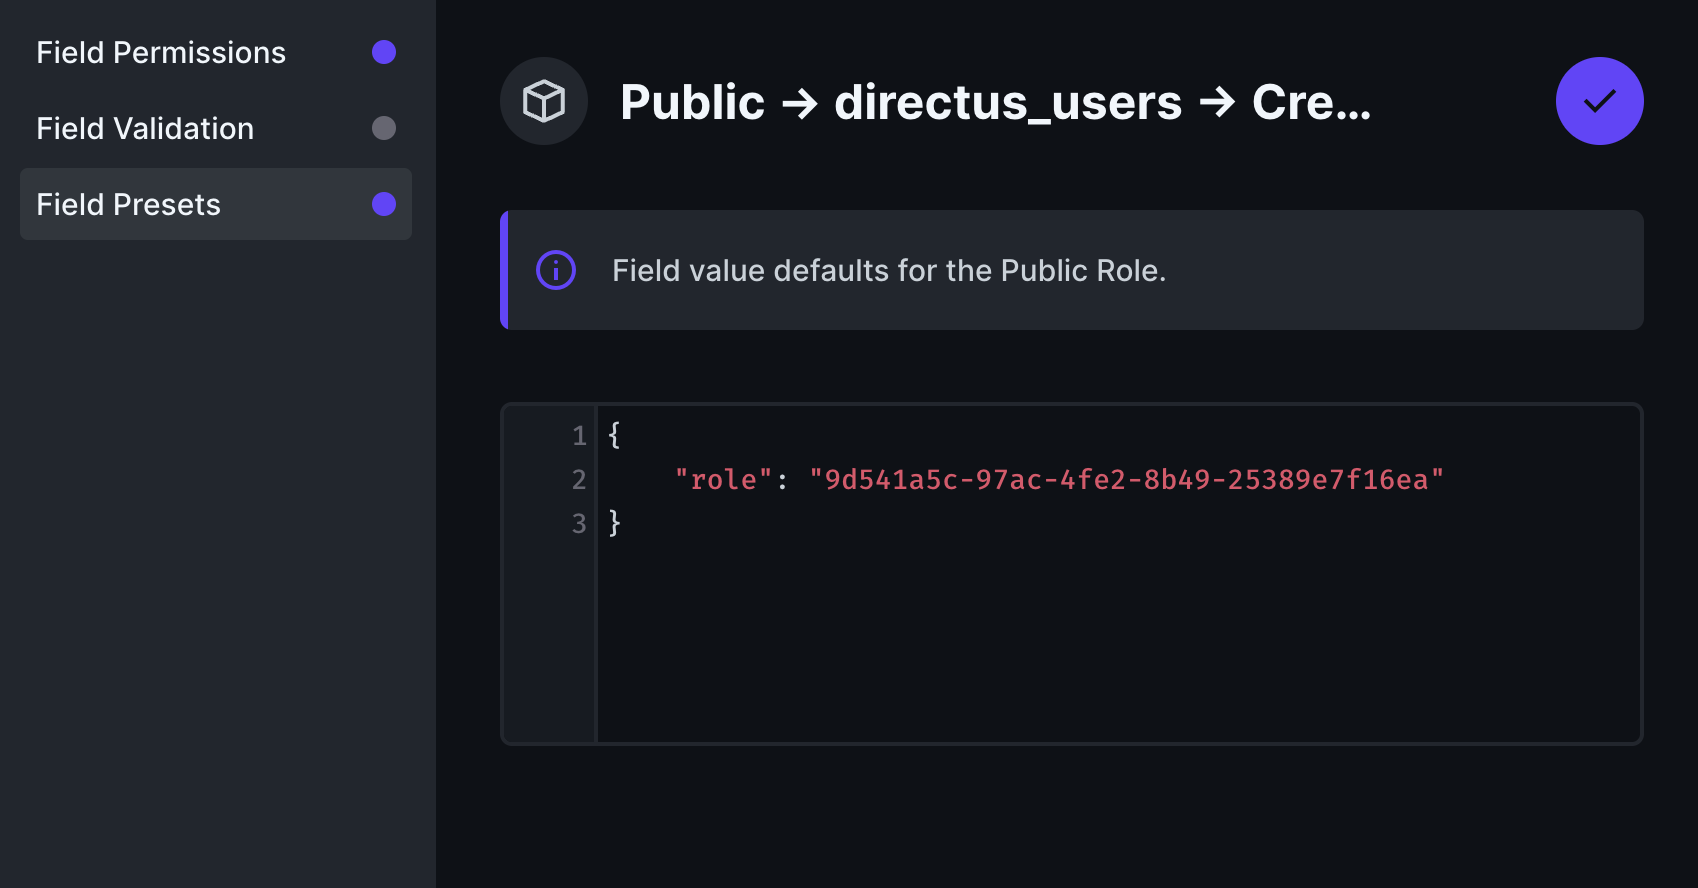 Field Permissions
Field Validation
Field Presets
Public → directus_users → Cre...
Field value defaults for the Public Role.
1 {
2     "role": "9d541a5c-97ac-4fe2-8b49-25389e7f16ea"
3 }